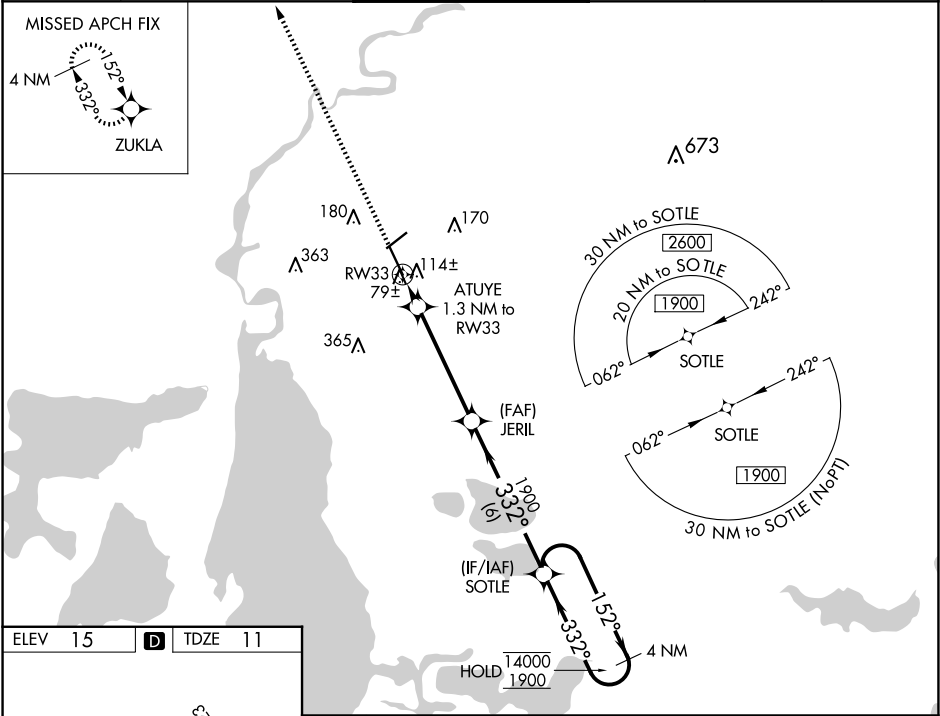 MISSED APCH FIX
4 NM
152°
332°
ZUKLA
673
180
170
363
RW33
114±
79±
ATUYE
1.3 NM to
RW33
365
30 NM to SOTLE
2600
20 NM to SOTLE
1900
242°
062°
SOTLE
242°
062°
SOTLE
1900
30 NM to SOTLE (NoPT)
(FAF)
JERIL
1900
332°
(6)
(IF/IAF)
SOTLE
152°
332°
4 NM
HOLD
14000
1900
ELEV 15
D
TDZE 11